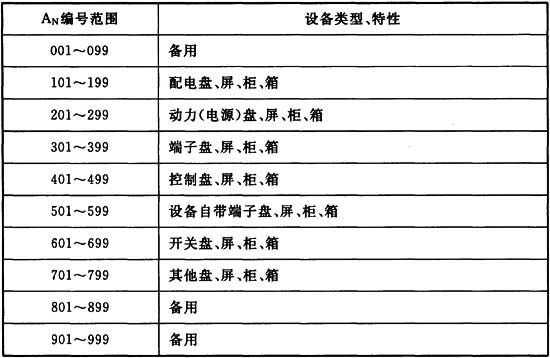 AN编号范围 设备类型、特性
001～099 备用
101～199 配电盘、屏、柜、箱
201～299 动力(电源)盘、屏、柜、箱
301～399 端子盘、屏、柜、箱
401～499 控制盘、屏、柜、箱
501～599 设备自带端子盘、屏、柜、箱
601～699 开关盘、屏、柜、箱
701～799 其他盘、屏、柜、箱
801～899 备用
901～999 备用